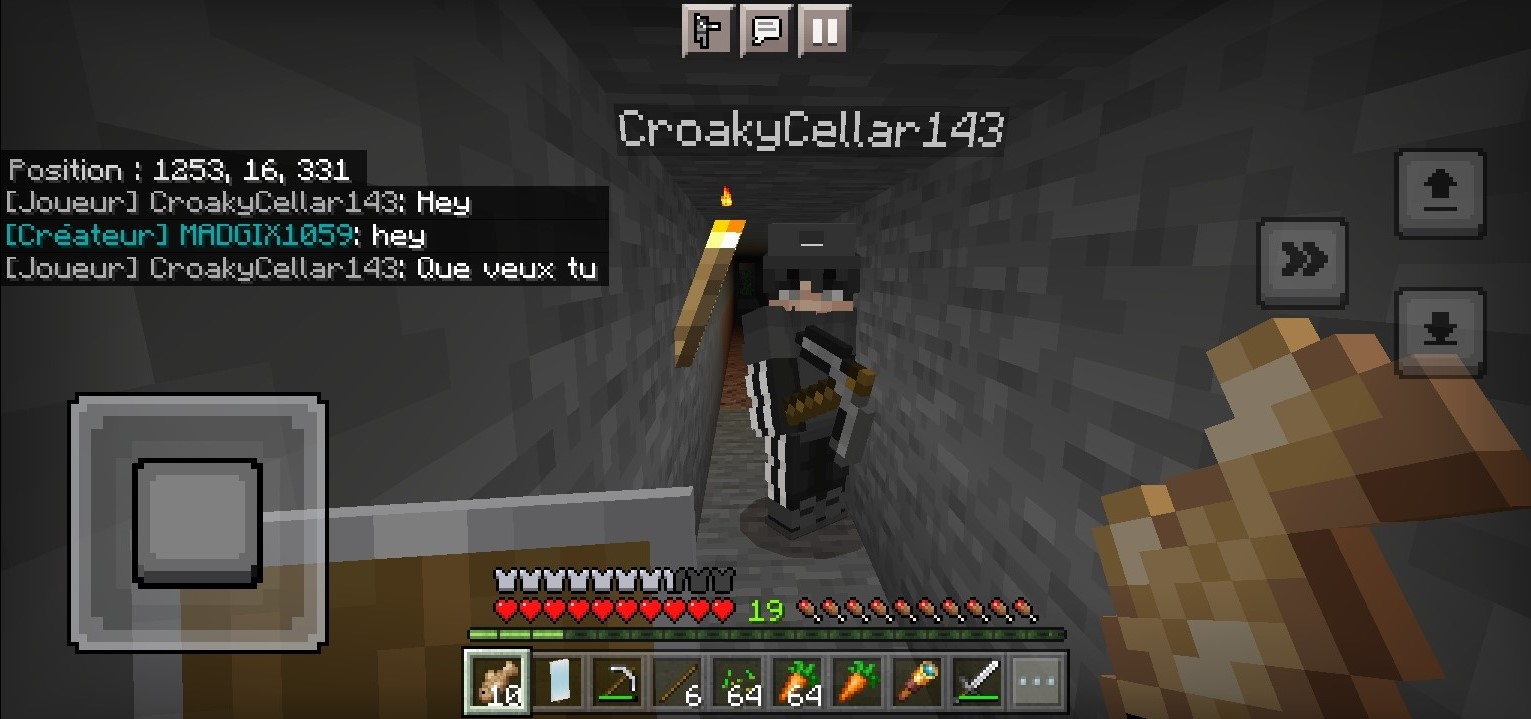 CroakyCellar143
Position : 1253, 16, 331
[Joueur] CroakyCellar143: Hey
[Créateur] MADGIX1059: hey
[Joueur] CroakyCellar143: Que veux tu
19
10 6 64 64